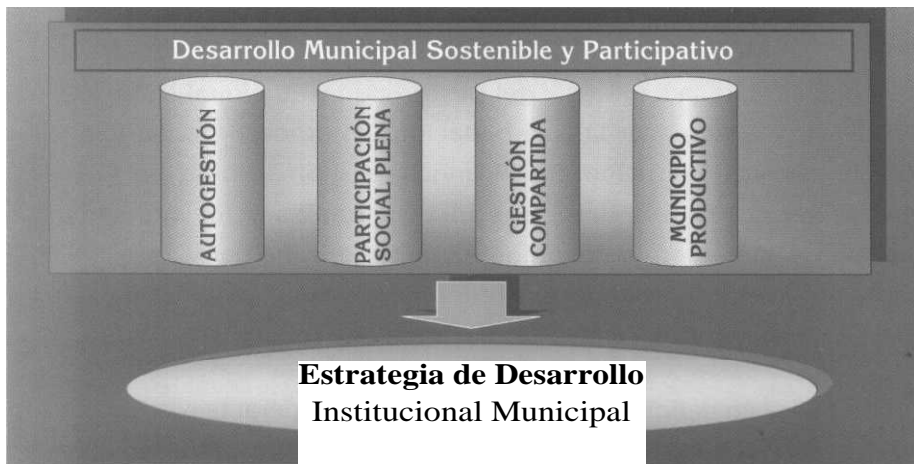 Desarrollo Municipal Sostenible y Participativo
AUTOGESTIÓN
PARTICIPACIÓN
SOCIAL PLENA
GESTIÓN
COMPARTIDA
MUNICIPIO
PRODUCTIVO
Estrategia de Desarrollo
Institucional Municipal